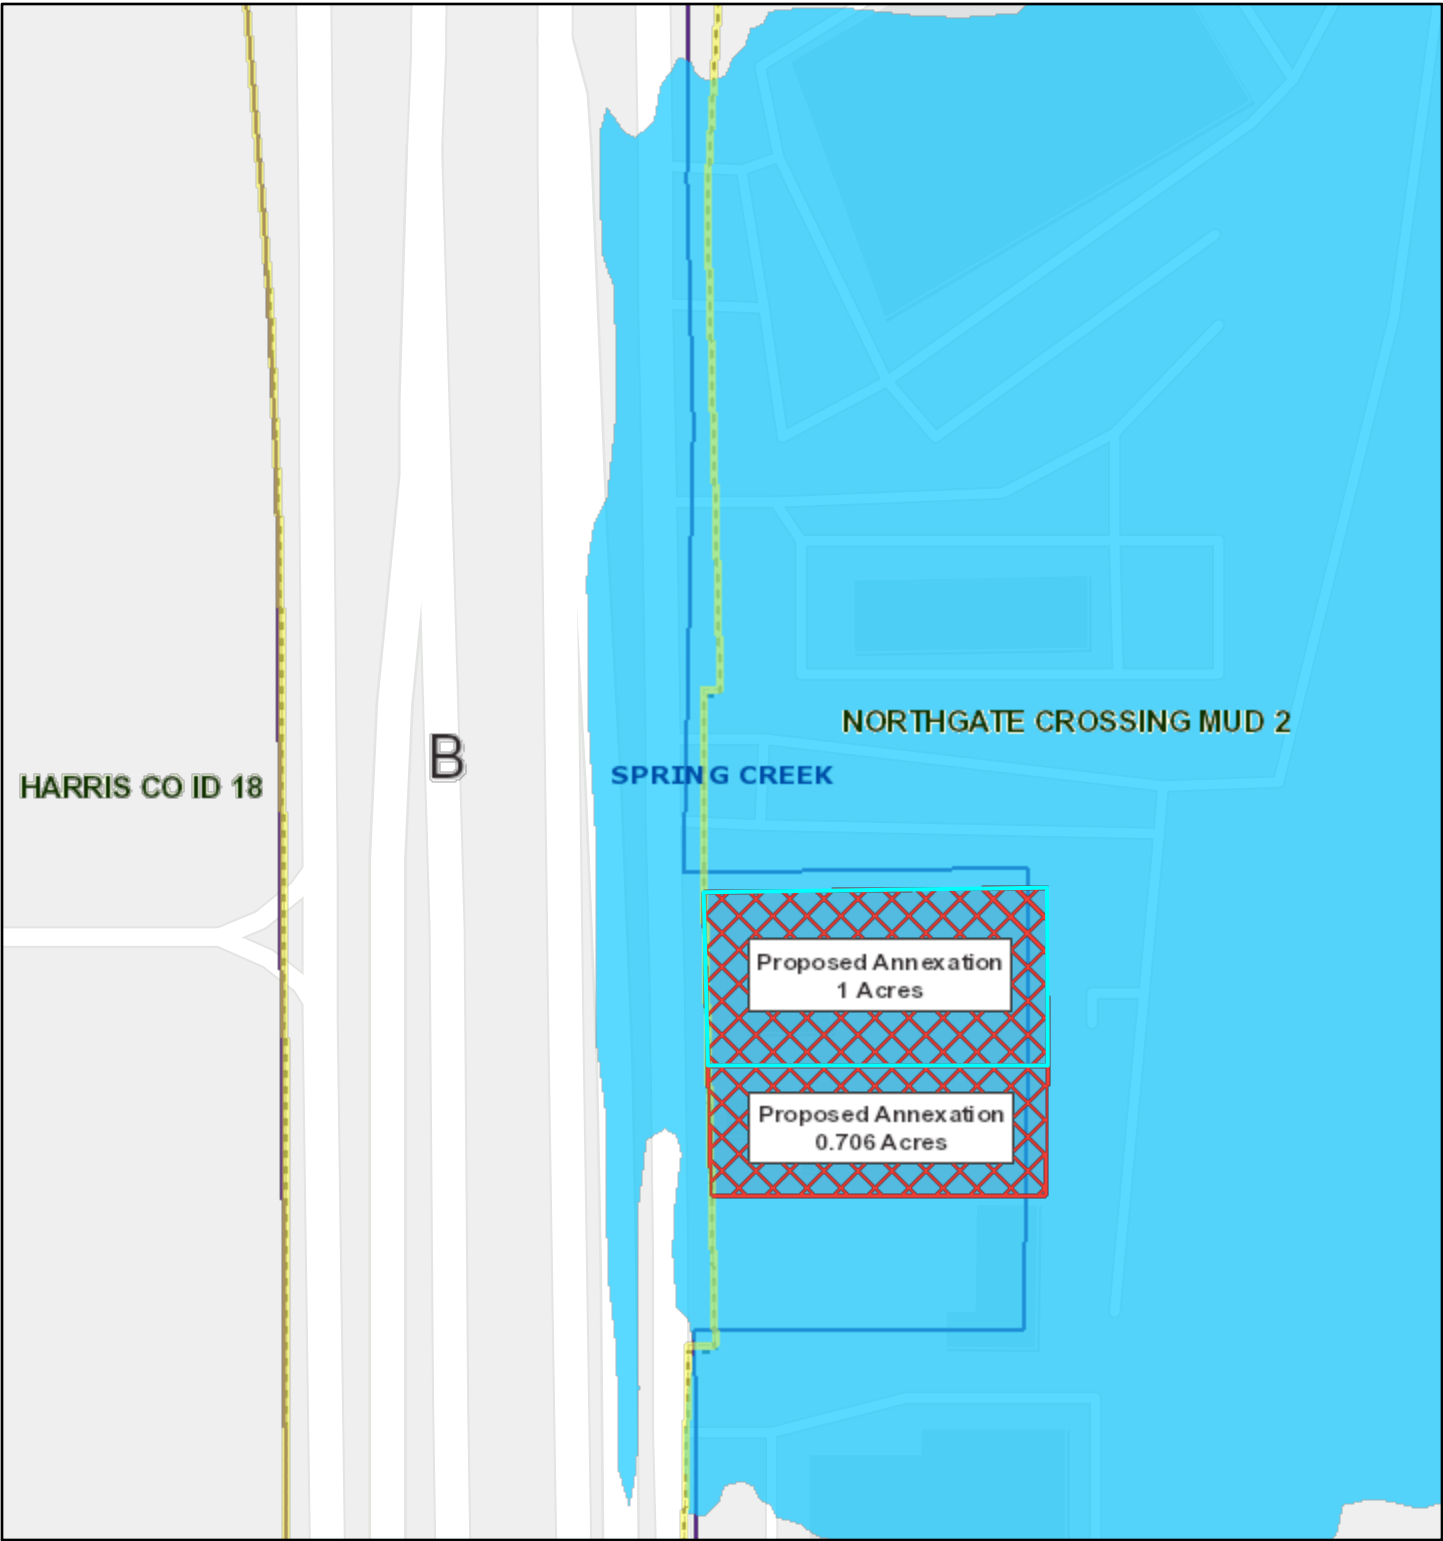 NORTHGATE CROSSING MUD 2
B
SPRING CREEK
HARRIS CO ID 18
Proposed Annexation
1 Acres
Proposed Annexation
0.706 Acres